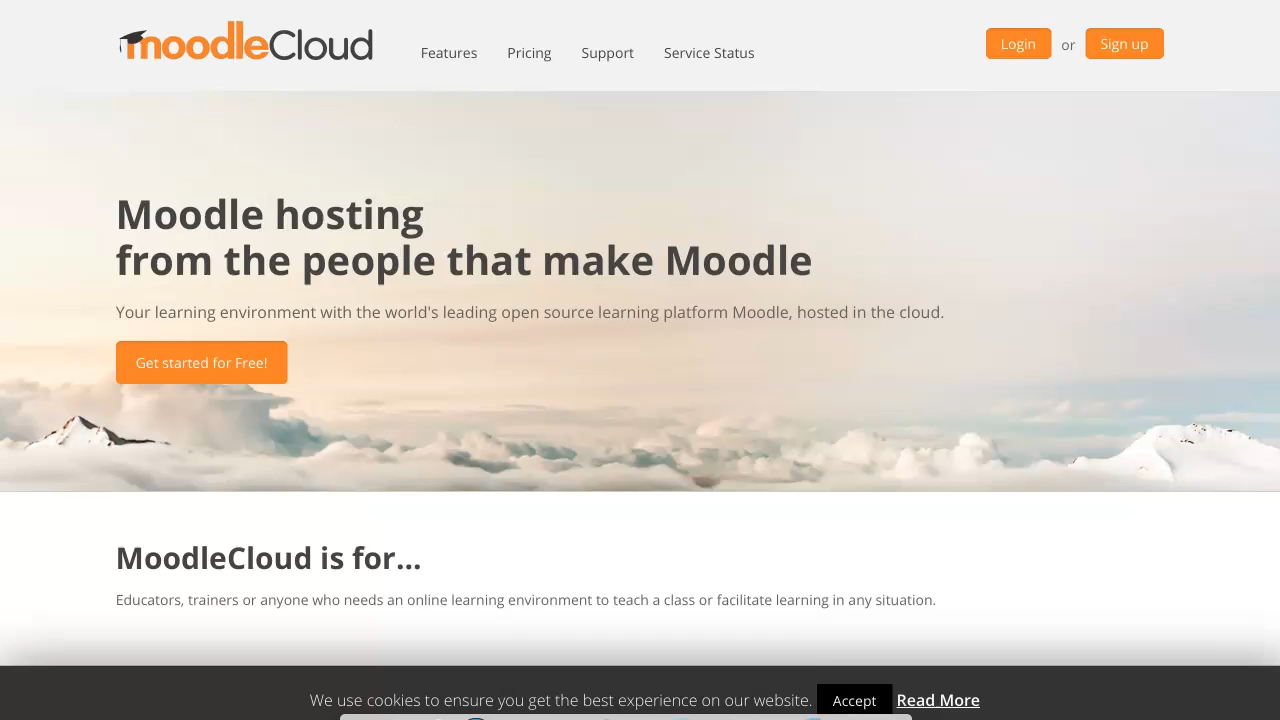 moodleCloud
Features Pricing Support Service Status
Login or Sign up
Moodle hosting
from the people that make Moodle
Your learning environment with the world's leading open source learning platform Moodle, hosted in the cloud.
Get started for Free!
MoodleCloud is for...
Educators, trainers or anyone who needs an online learning environment to teach a class or facilitate learning in any situation.
We use cookies to ensure you get the best experience on our website. Accept Read More